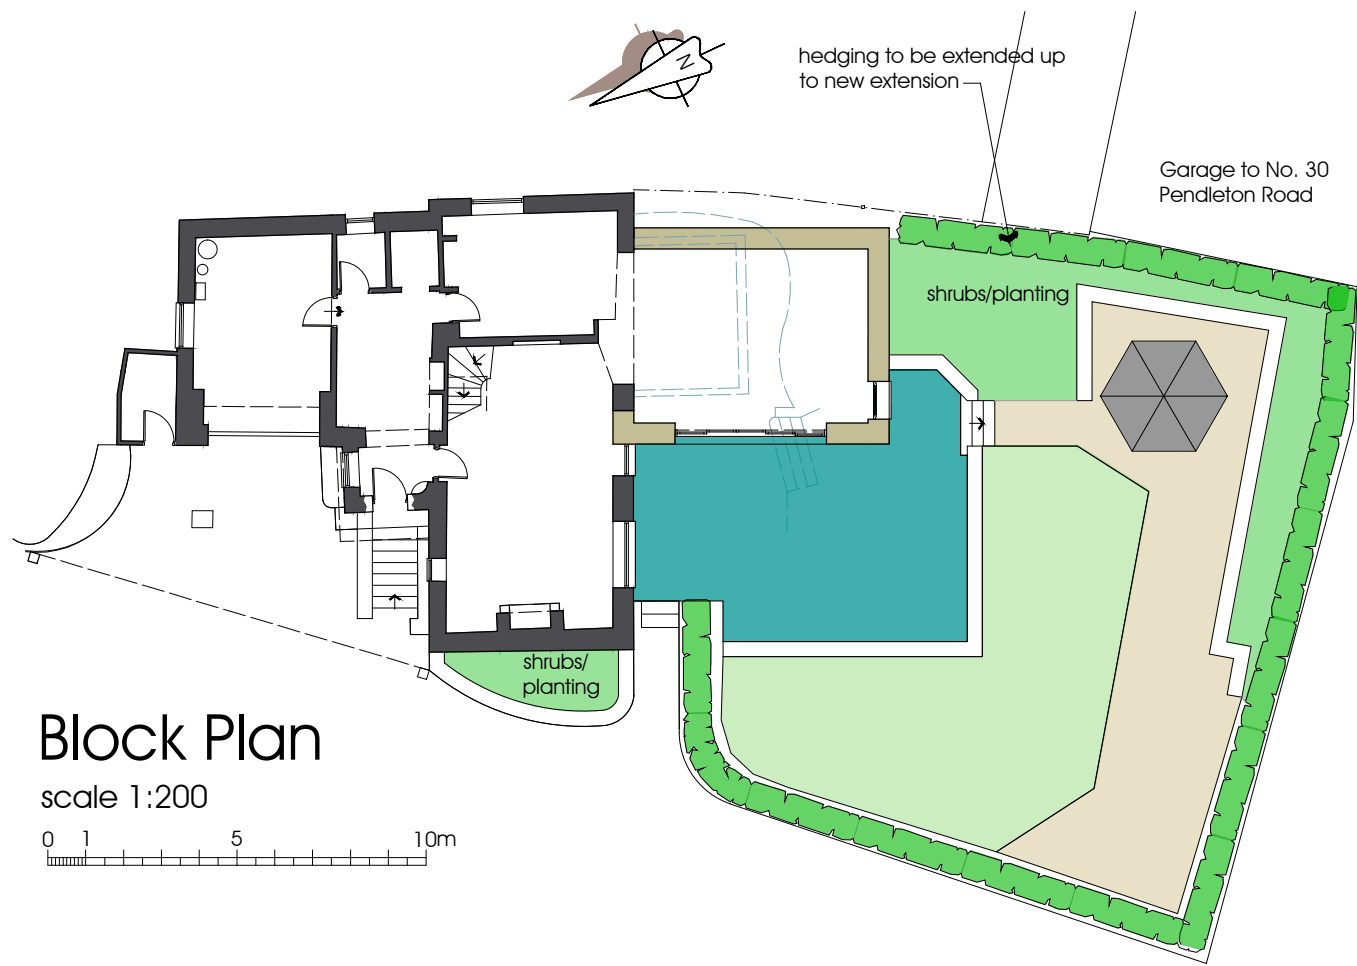 N
hedging to be extended up
to new extension
Garage to No. 30
Pendleton Road
shrubs/planting
shrubs/
planting
Block Plan
scale 1:200
0 1 5 10m